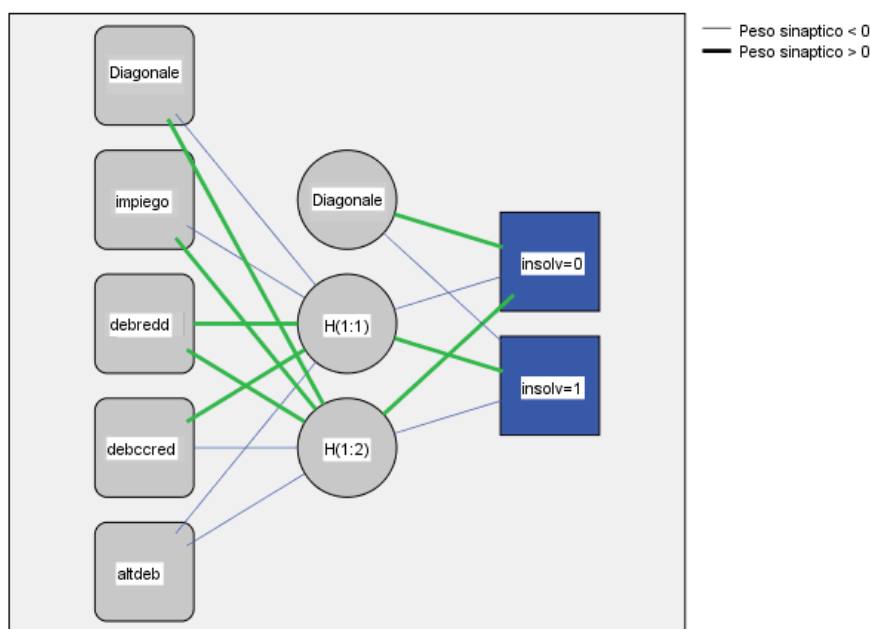 Diagonale
impiego
debredd
debccred
altdeb
Diagonale
H(1:1)
H(1:2)
insolv=0
insolv=1
Peso sinaptico < 0
Peso sinaptico > 0